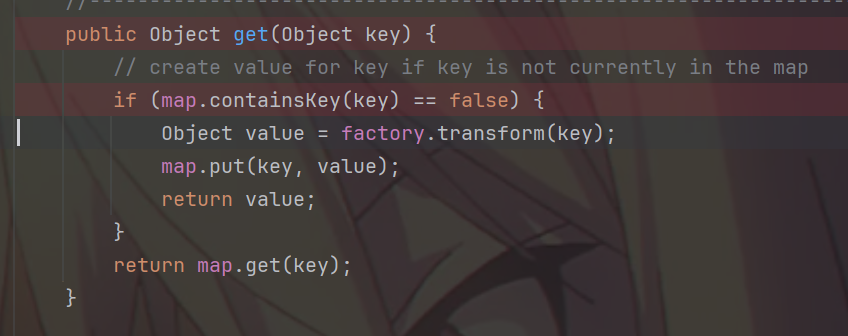 //-----------------------------------------------------------------------
public Object get(Object key) {
// create value for key if key is not currently in the map
if (map.containsKey(key) == false) {
Object value = factory.transform(key);
map.put(key, value);
return value;
}
return map.get(key);
}